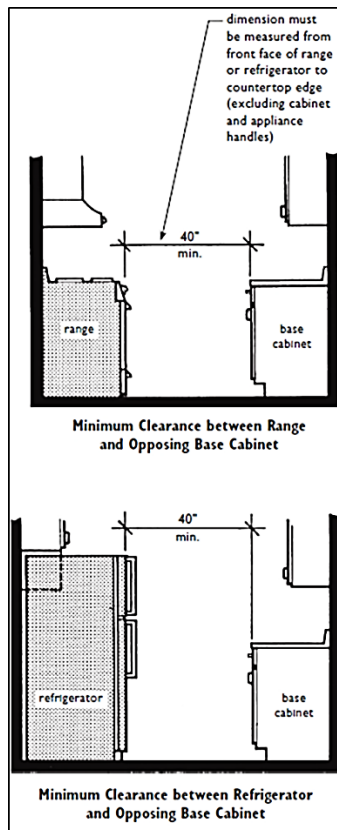 dimension must
be measured from
front face of range
or refrigerator to
countertop edge
(excluding cabinet
and appliance
handles)
40"
min.
range
base
cabinet
Minimum Clearance between Range
and Opposing Base Cabinet
40"
min.
refrigerator
base
cabinet
Minimum Clearance between Refrigerator
and Opposing Base Cabinet